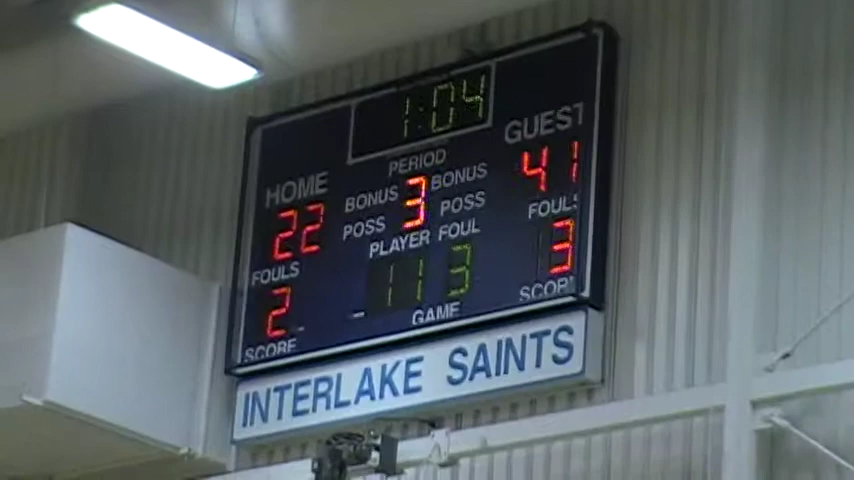 1:04
HOME PERIOD GUEST
22 BONUS 3 BONUS 41
POSS POSS
FOULS PLAYER FOUL FOULS
2 11 3 3
SCORE GAME SCOR
INTERLAKE SAINTS